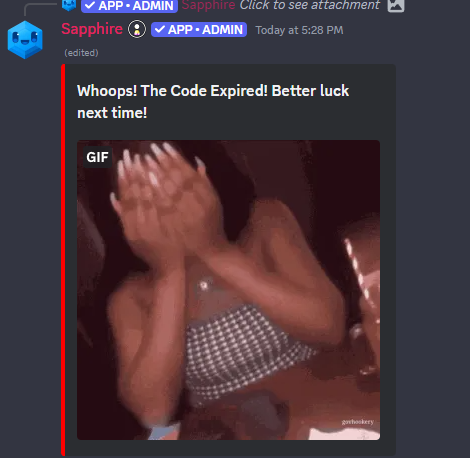 APP • ADMIN Sapphire Click to see attachment
Sapphire APP • ADMIN Today at 5:28 PM
(edited)
Whoops! The Code Expired! Better luck
next time!
GIF